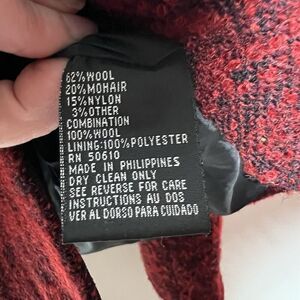 62%WOOL
20%MOHAIR
15%NYLON
3%OTHER
COMBINATION
100%WOOL
LINING:100%POLYESTER
RN 50610
MADE IN PHILIPPINES
DRY CLEAN ONLY
SEE REVERSE FOR CARE
INSTRUCTIONS AU DOS
VER AL DORSO PARA CUIDADO